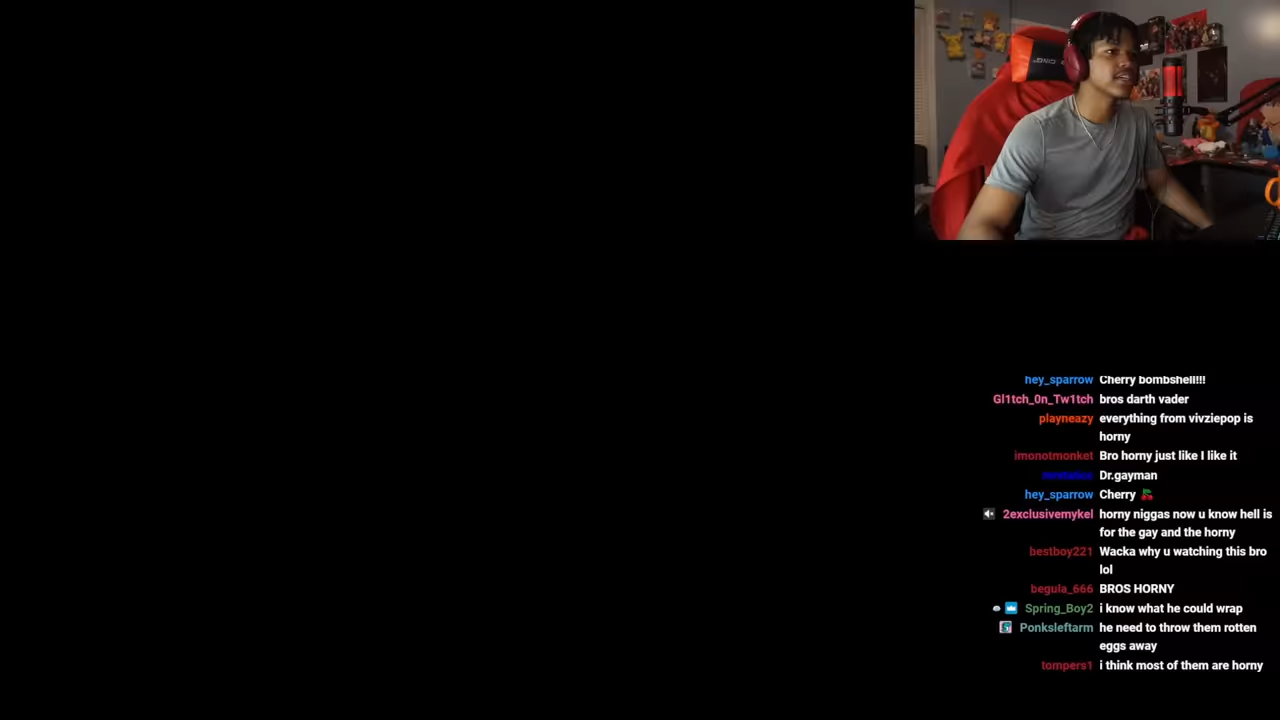 hey_sparrow Cherry bombshell!!!
Gl1tch_0n_Tw1tch bros darth vader
playneazy everything from vivziepop is
horny
imonotmonket Bro horny just like I like it
Dr.gayman
hey_sparrow Cherry 🍒
2exclusivemykel horny niggas now u know hell is
for the gay and the horny
bestboy221 Wacka why u watching this bro
lol
begula_666 BROS HORNY
Spring_Boy2 i know what he could wrap
Ponksleftarm he need to throw them rotten
eggs away
tompers1 i think most of them are horny